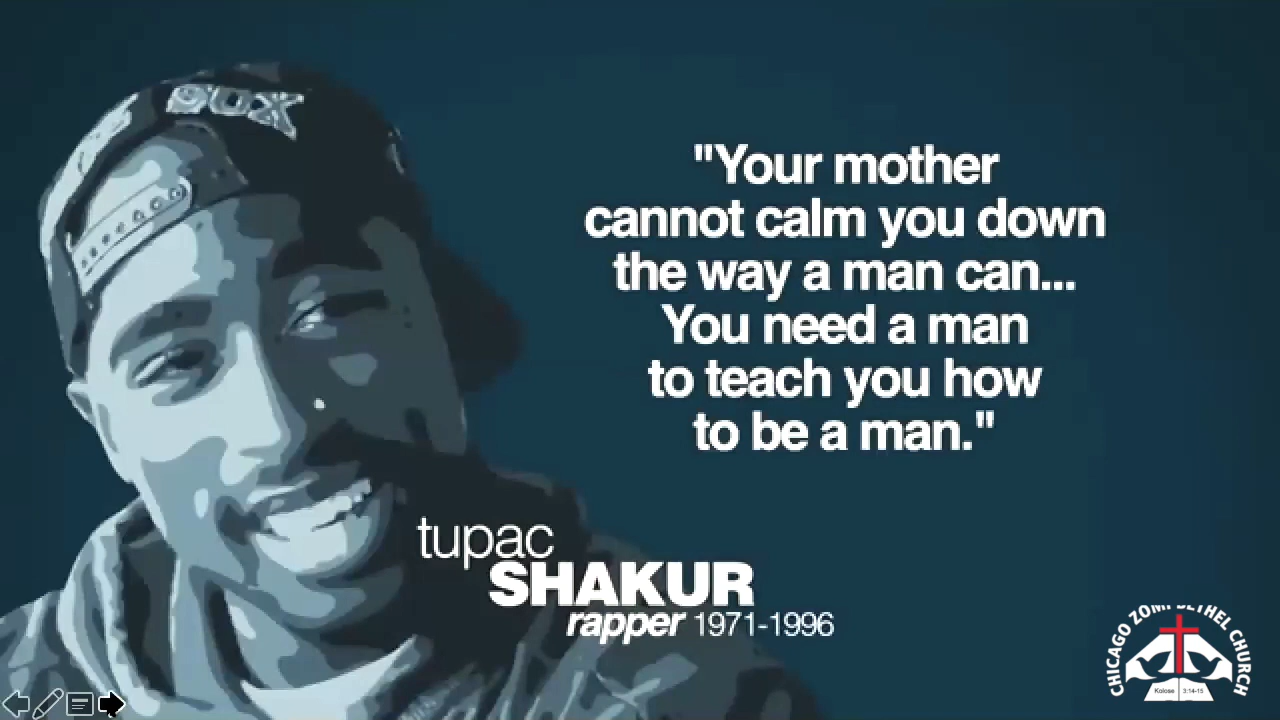 "Your mother
cannot calm you down
the way a man can...
You need a man
to teach you how
to be a man."
tupac
SHAKUR
rapper 1971-1996
CHICAGO ZOMI BETHEL CHURCH
Kolose 3:14-15